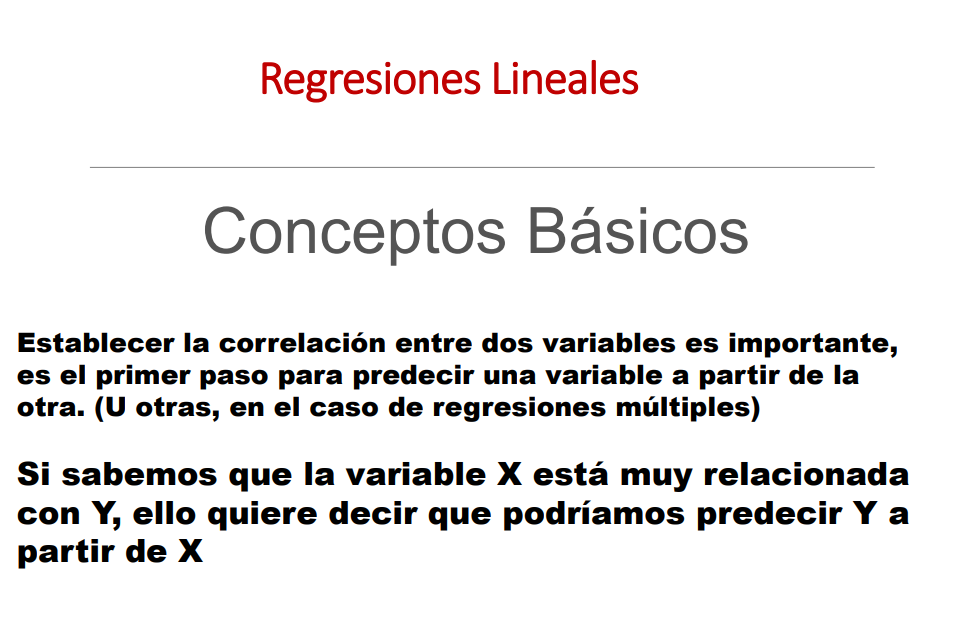 Regresiones Lineales
Conceptos Básicos
Establecer la correlación entre dos variables es importante,
es el primer paso para predecir una variable a partir de la
otra. (U otras, en el caso de regresiones múltiples)
Si sabemos que la variable X está muy relacionada
con Y, ello quiere decir que podríamos predecir Y a
partir de X